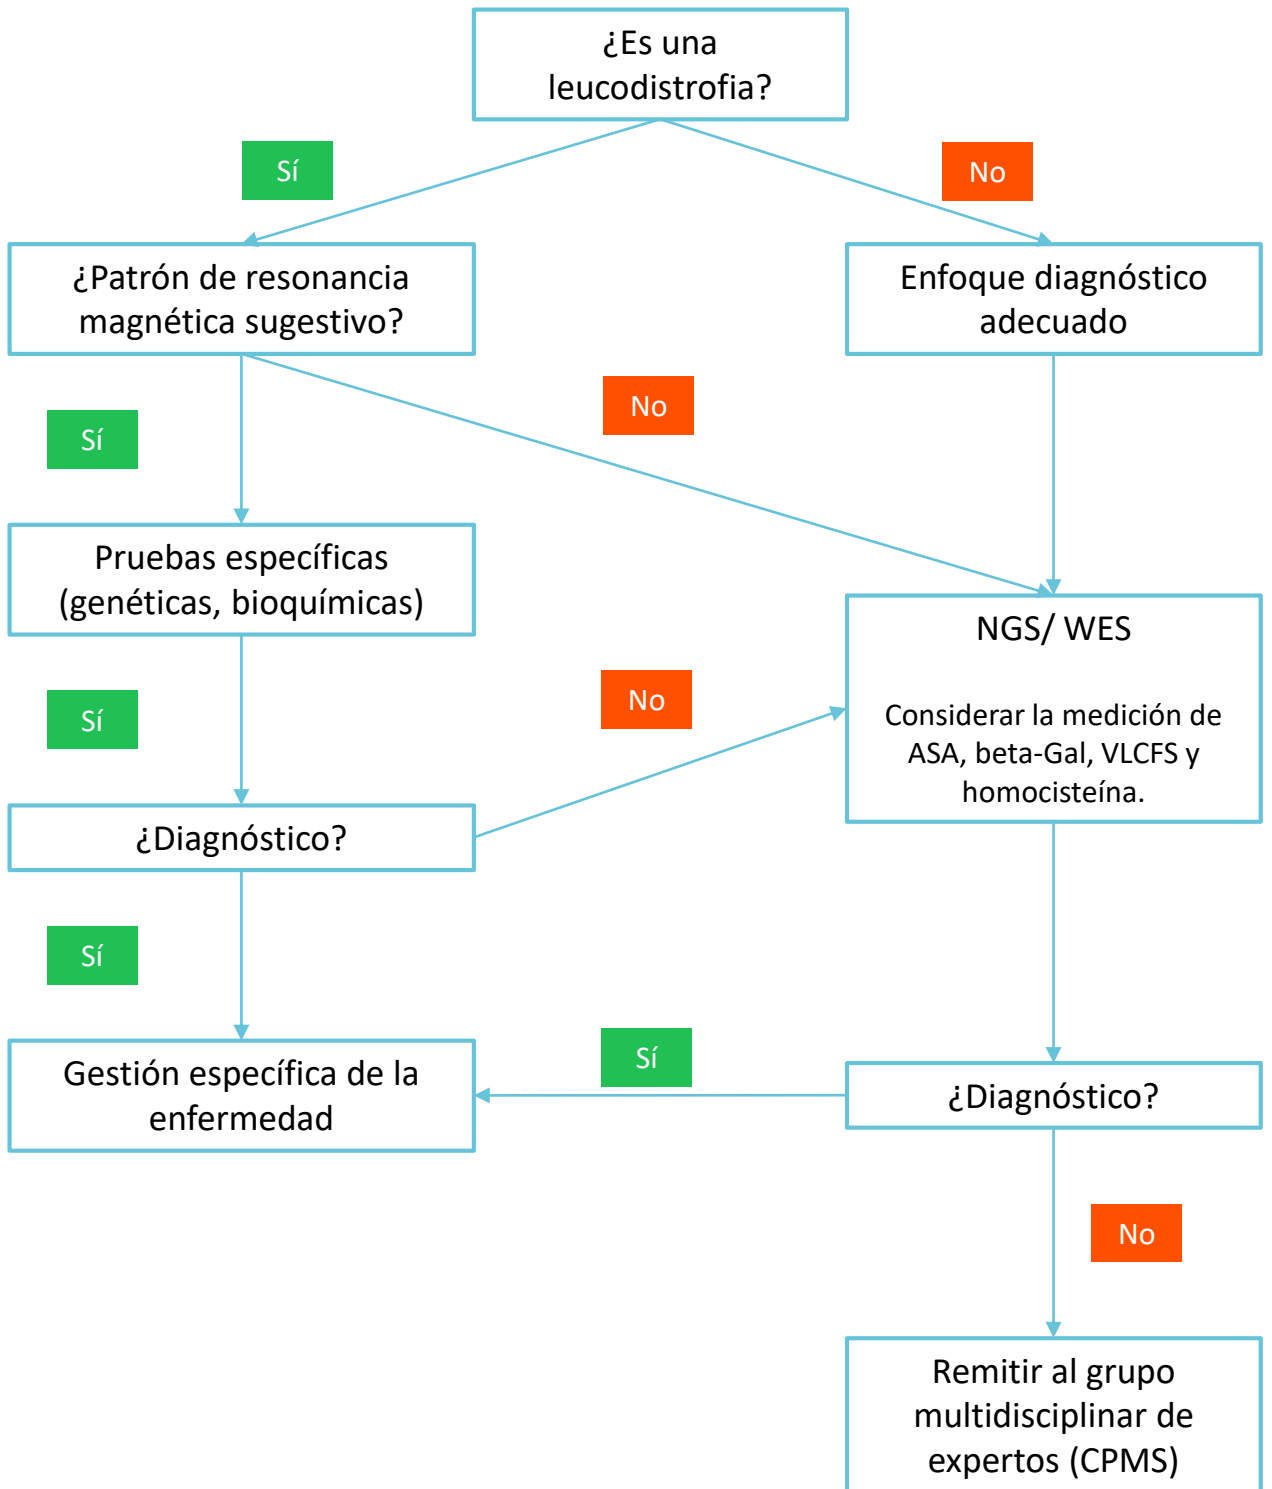 ¿Es una
leucodistrofia?
Sí
No
¿Patrón de resonancia
magnética sugestivo?
Enfoque diagnóstico
adecuado
Sí
No
Pruebas específicas
(genéticas, bioquímicas)
NGS/ WES
Considerar la medición de
ASA, beta-Gal, VLCFS y
homocisteína.
Sí
No
¿Diagnóstico?
Sí
Gestión específica de la
enfermedad
Sí
¿Diagnóstico?
No
Remitir al grupo
multidisciplinar de
expertos (CPMS)